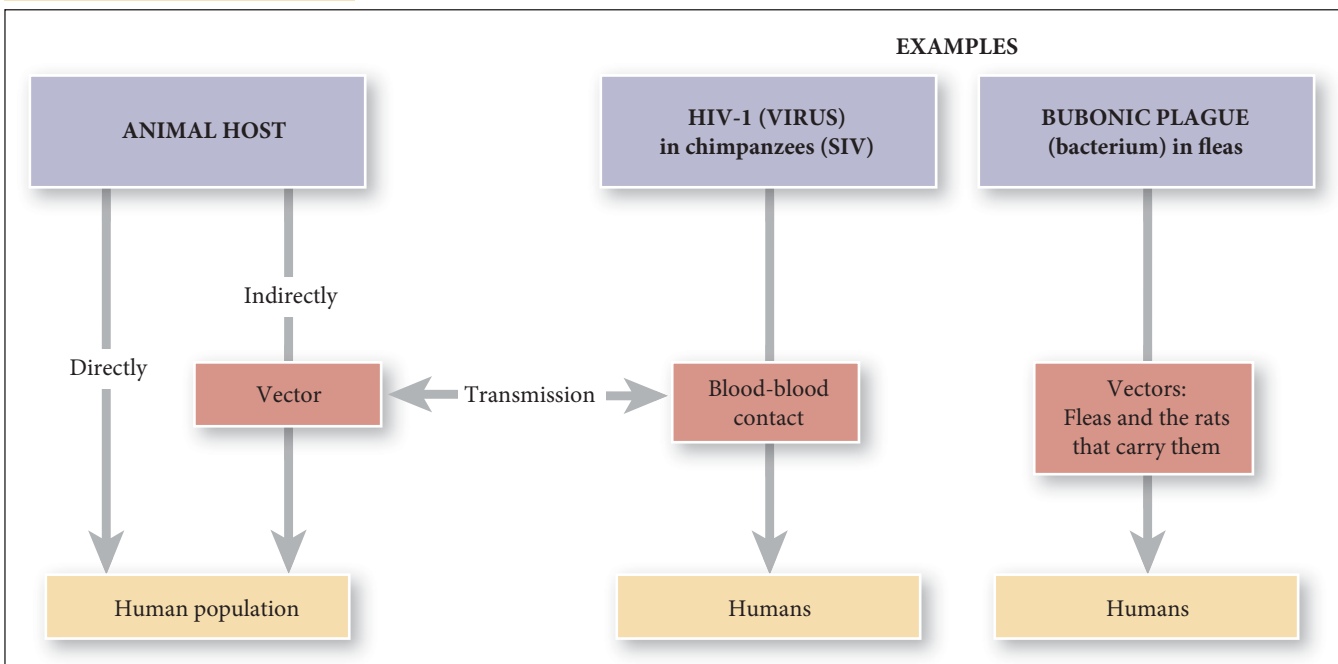 EXAMPLES
ANIMAL HOST
HIV-1 (VIRUS)
in chimpanzees (SIV)
BUBONIC PLAGUE
(bacterium) in fleas
Indirectly
Directly
Vector
Transmission
Blood-blood
contact
Vectors:
Fleas and the rats
that carry them
Human population
Humans
Humans